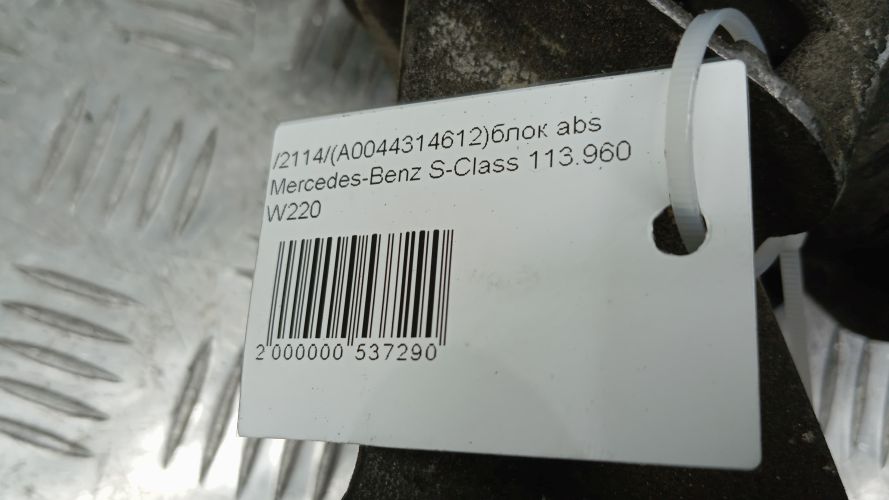 /2114/(A0044314612)блок abs
Mercedes-Benz S-Class 113.960
W220
2 000000 537290